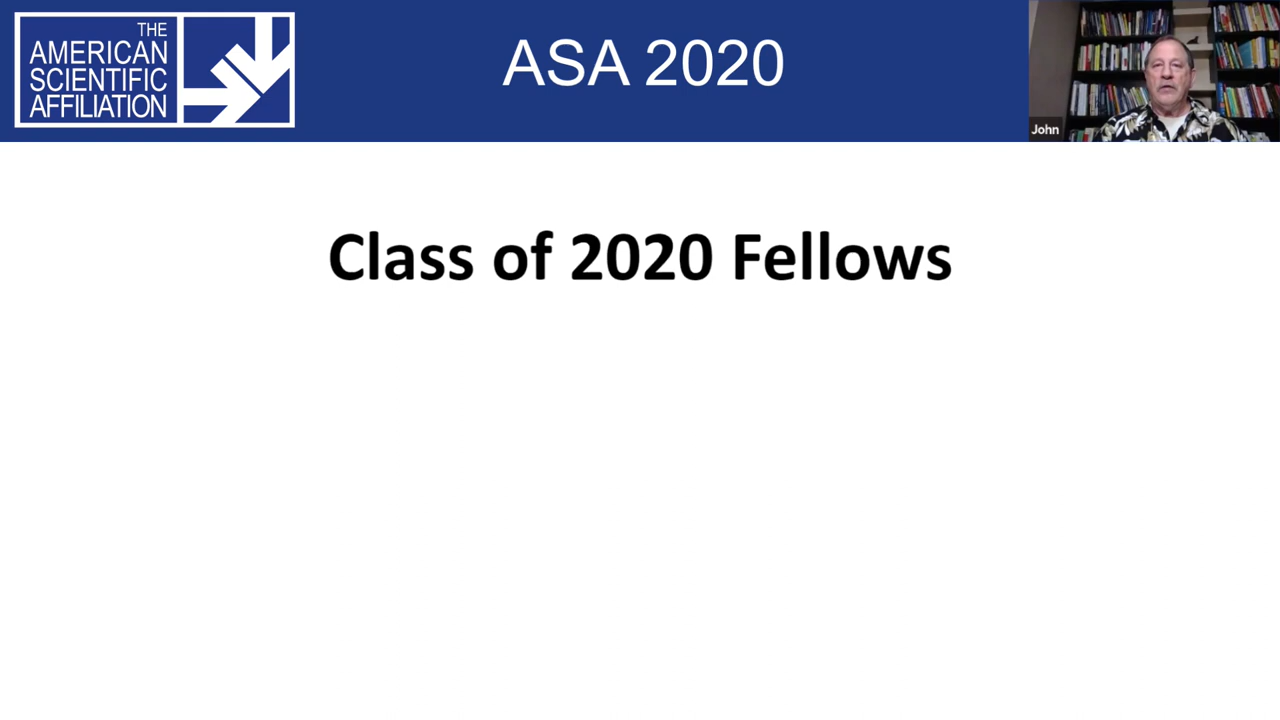 THE
AMERICAN
SCIENTIFIC
AFFILIATION
ASA 2020
John
Class of 2020 Fellows